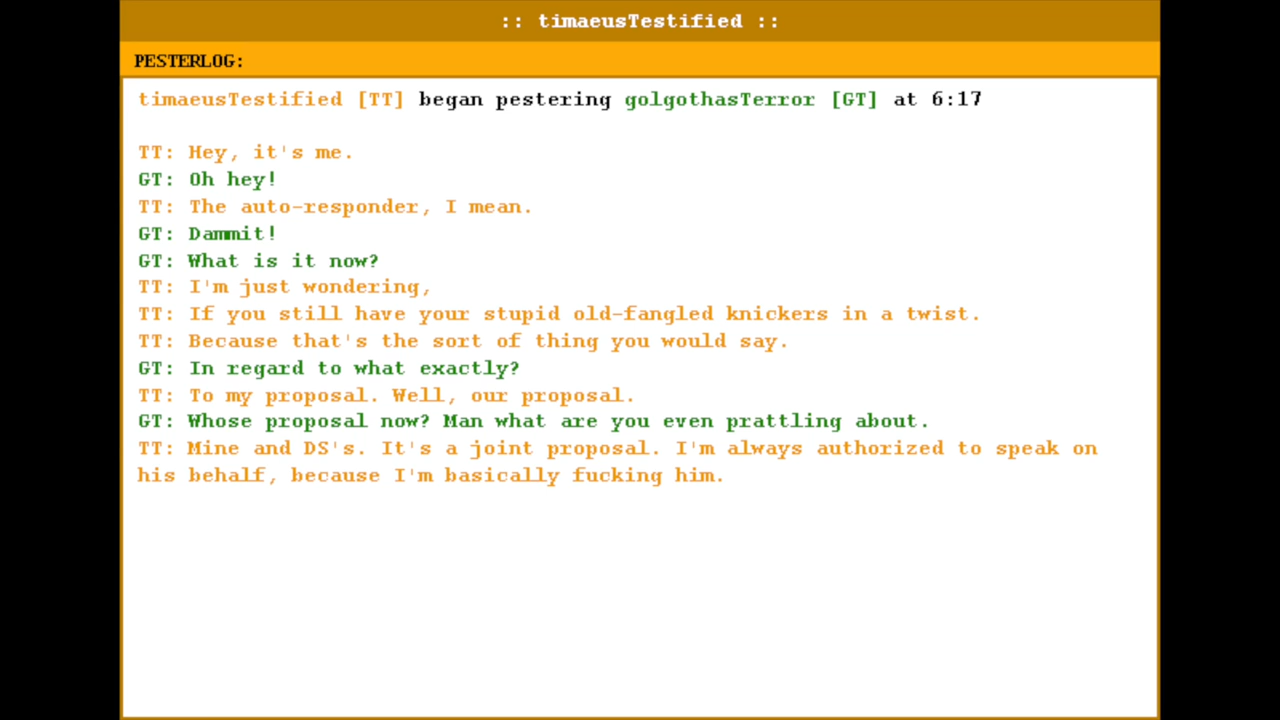 :: timaeusTestified ::
PESTERLOG:
timaeusTestified [TT] began pestering golgothasTerror [GT] at 6:17
TT: Hey, it's me.
GT: Oh hey!
TT: The auto-responder, I mean.
GT: Dammit!
GT: What is it now?
TT: I'm just wondering,
TT: If you still have your stupid old-fangled knickers in a twist.
TT: Because that's the sort of thing you would say.
GT: In regard to what exactly?
TT: To my proposal. Well, our proposal.
GT: Whose proposal now? Man what are you even prattling about.
TT: Mine and DS's. It's a joint proposal. I'm always authorized to speak on
his behalf, because I'm basically fucking him.